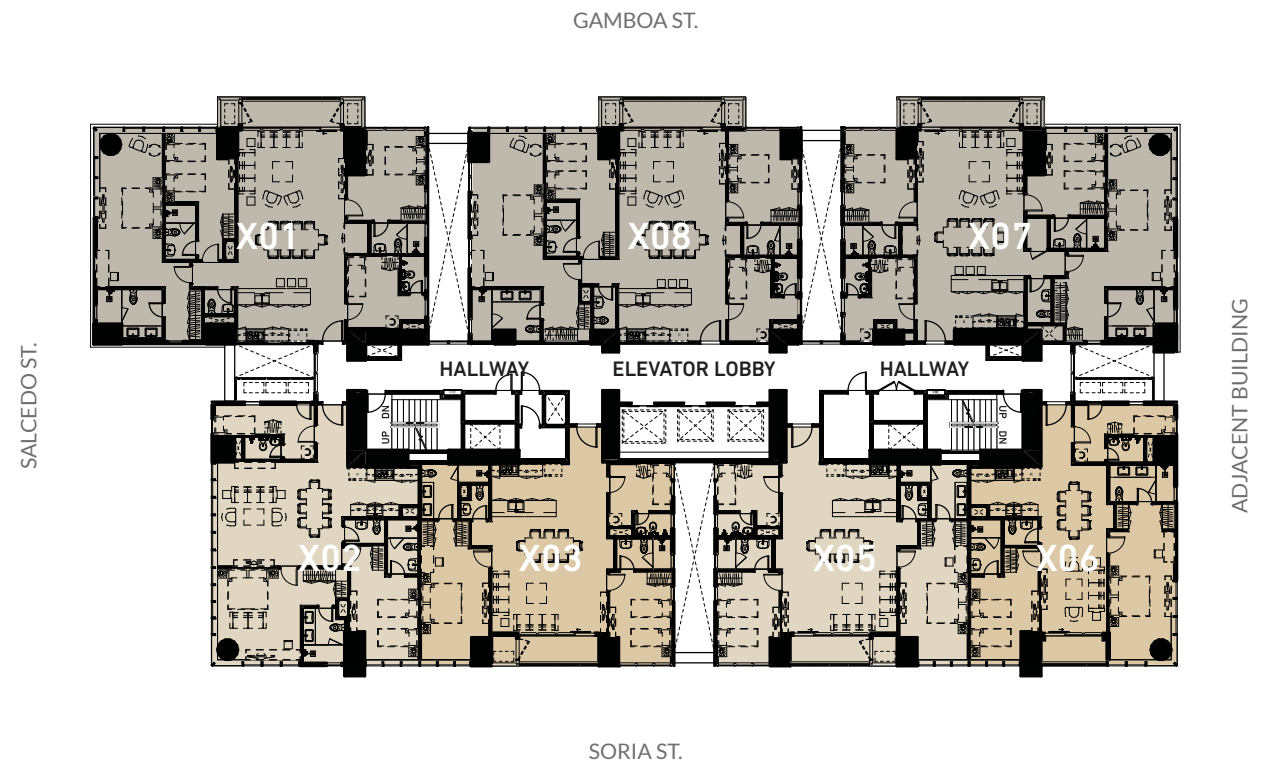 GAMBOA ST.
X01
X08
X07
SALCEDO ST.
ADJACENT BUILDING
HALLWAY
ELEVATOR LOBBY
HALLWAY
UP DN
UP DN
X02
X03
X05
X06
SORIA ST.